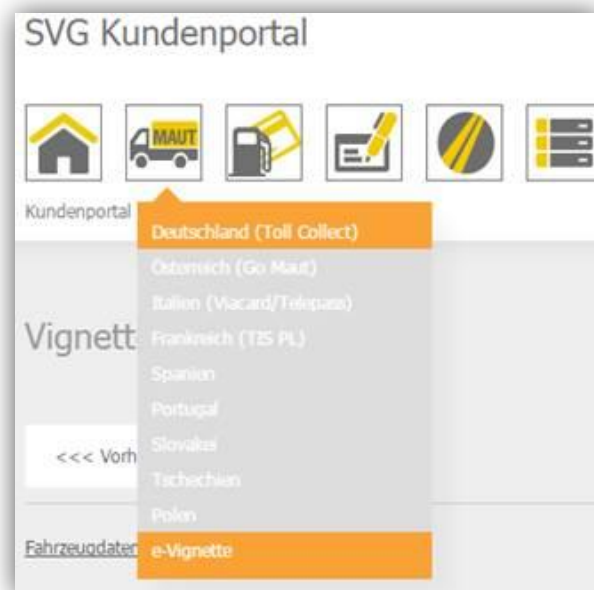 SVG Kundenportal
MAUT
Kundenportal
Deutschland (Toll Collect)
Österreich (Go Maut)
Italien (Viacard/Telepass)
Vignett
Frankreich (TIS PL)
Spanien
Portugal
Slovakei
<<< Vorh
Tschechien
Polen
Fahrzeugdaten
e-Vignette